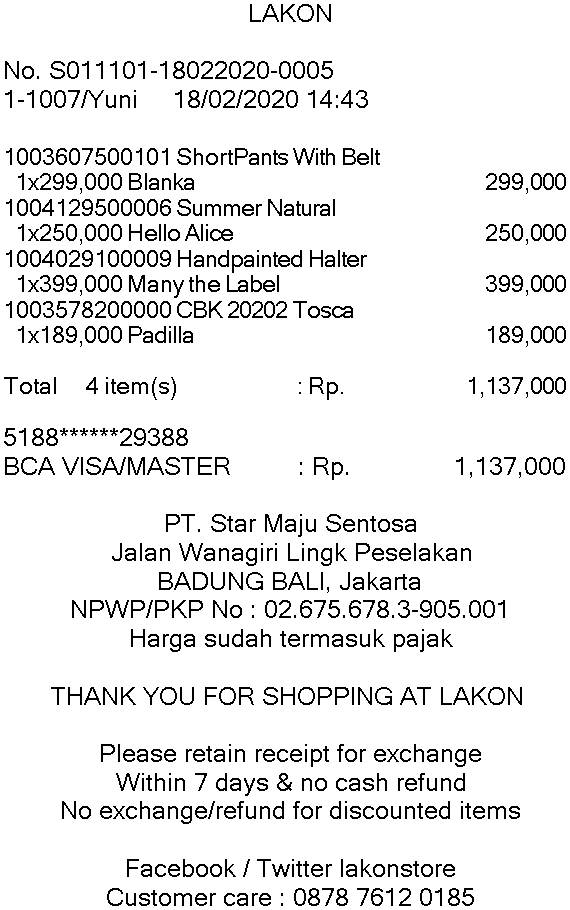 LAKON
No. S011101-18022020-0005
1-1007/Yuni 18/02/2020 14:43
1003607500101 ShortPants With Belt
1x299,000 Blanka 299,000
1004129500006 Summer Natural
1x250,000 Hello Alice 250,000
1004029100009 Handpainted Halter
1x399,000 Many the Label 399,000
1003578200000 CBK 20202 Tosca
1x189,000 Padilla 189,000
Total 4 item(s) : Rp. 1,137,000
5188******29388
BCA VISA/MASTER : Rp. 1,137,000
PT. Star Maju Sentosa
Jalan Wanagiri Lingk Peselakan
BADUNG BALI, Jakarta
NPWP/PKP No : 02.675.678.3-905.001
Harga sudah termasuk pajak
THANK YOU FOR SHOPPING AT LAKON
Please retain receipt for exchange
Within 7 days & no cash refund
No exchange/refund for discounted items
Facebook / Twitter lakonstore
Customer care : 0878 7612 0185